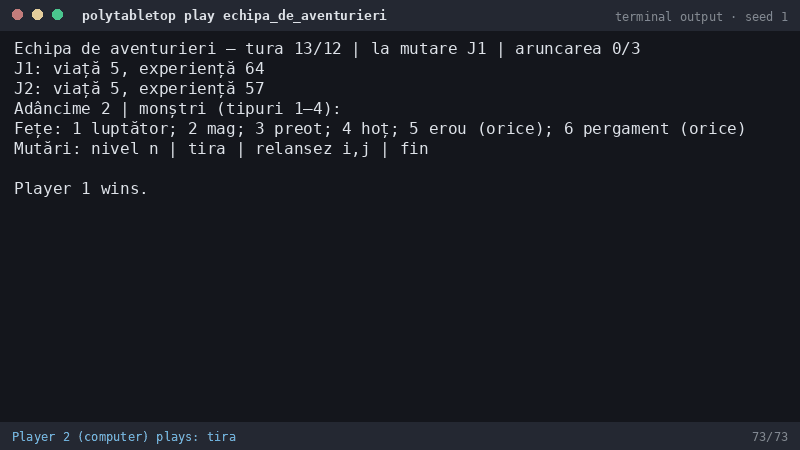 polytabletop play echipa_de_aventurieri
terminal output · seed 1
Echipa de aventurieri — tura 13/12 | la mutare J1 | aruncarea 0/3
J1: viață 5, experiență 64
J2: viață 5, experiență 57
Adâncime 2 | monștri (tipuri 1–4):
Fețe: 1 luptător; 2 mag; 3 preot; 4 hoț; 5 erou (orice); 6 pergament (orice)
Mutări: nivel n | tira | relansez i,j | fin
Player 1 wins.
Player 2 (computer) plays: tira
73/73